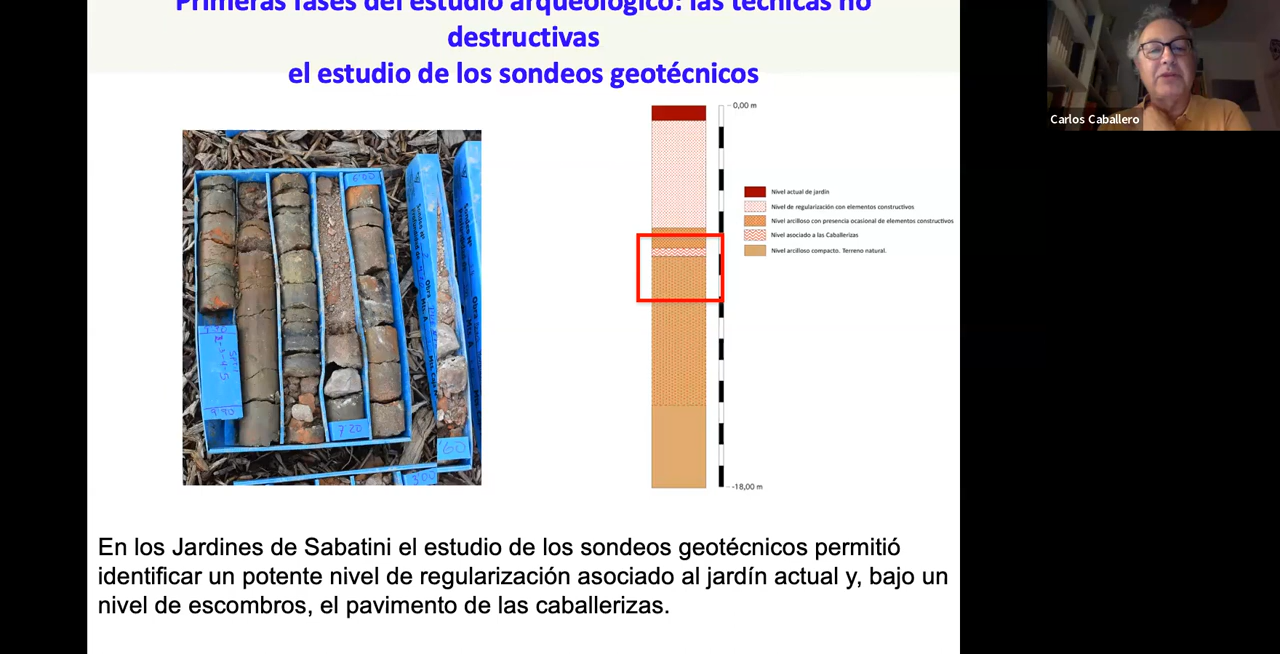 Primeras fases del estudio arqueológico: las técnicas no
destructivas
el estudio de los sondeos geotécnicos
Carlos Caballero
0,00 m
Nivel actual de jardín
Nivel de regularización con elementos constructivos
Nivel arcilloso con presencia ocasional de elementos constructivos
Nivel asociado a las Caballerizas
Nivel arcilloso compacto. Terreno natural.
-18,00 m
7'20
3'00
En los Jardines de Sabatini el estudio de los sondeos geotécnicos permitió
identificar un potente nivel de regularización asociado al jardín actual y, bajo un
nivel de escombros, el pavimento de las caballerizas.